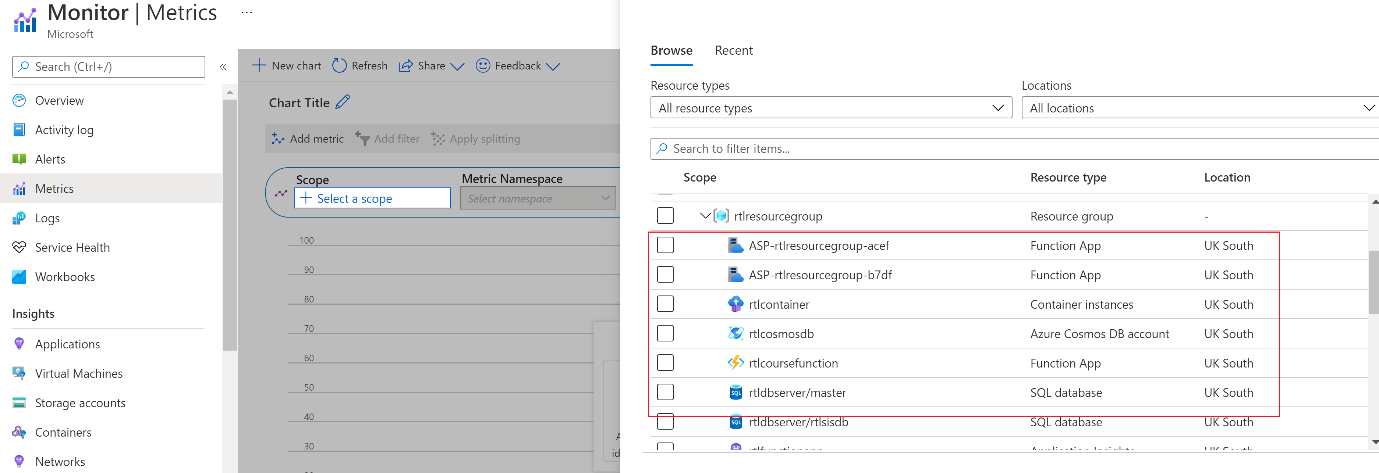 Monitor | Metrics ...
Microsoft
Search (Ctrl+/)
«
Overview
Activity log
Alerts
Metrics
Logs
Service Health
Workbooks
Insights
Applications
Virtual Machines
Storage accounts
Containers
Networks
New chart Refresh Share Feedback
Chart Title
Add metric Add filter Apply splitting
Scope Metric Namespace
Select a scope Select namespace
100
90
80
70
60
50
40
30
Browse Recent
Resource types Locations
All resource types All locations
Search to filter items...
Scope Resource type Location
rtlresourcegroup Resource group -
ASP-rtlresourcegroup-acef Function App UK South
ASP-rtlresourcegroup-b7df Function App UK South
rtlcontainer Container instances UK South
rtlcosmosdb Azure Cosmos DB account UK South
rtlcoursefunction Function App UK South
SQL rtldbserver/master SQL database UK South
SQL rtldbserver/rtlsisdb SQL database UK South
Application Insights UK South